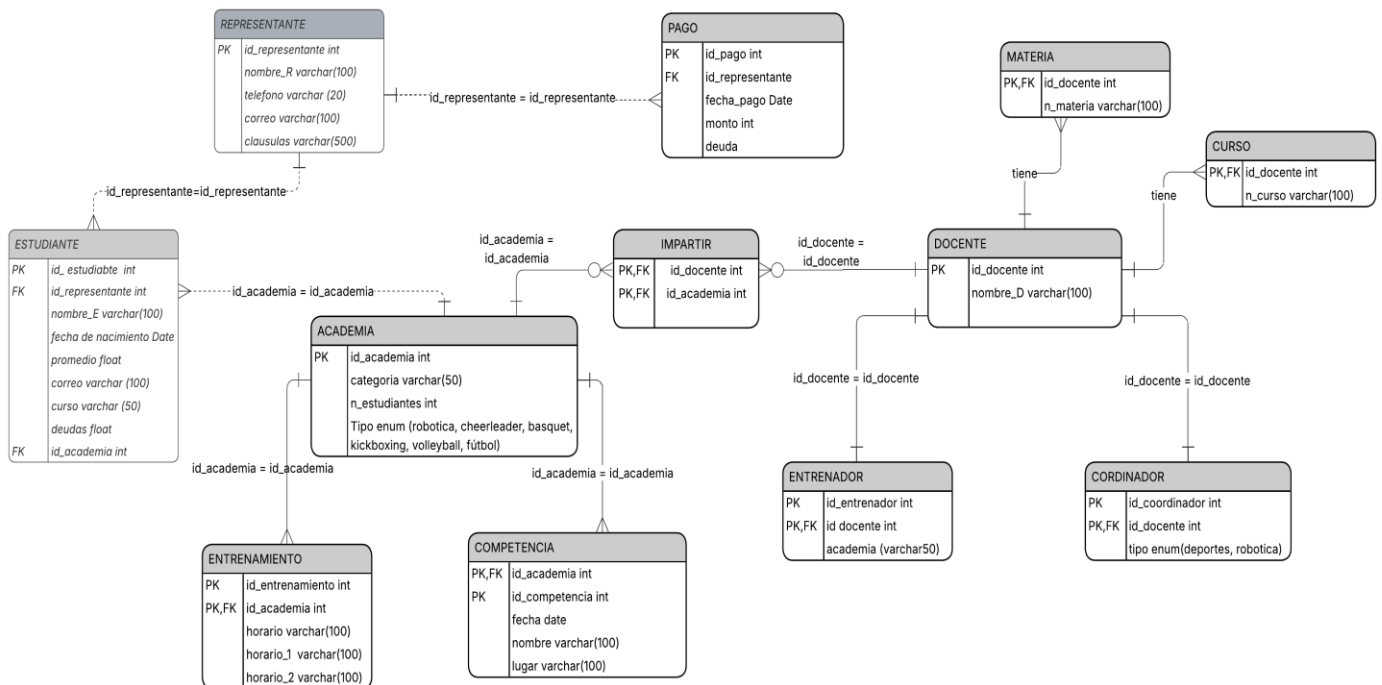 REPRESENTANTE
PK id_representante int
nombre_R varchar(100)
telefono varchar (20)
correo varchar(100)
clausulas varchar(500)
id_representante = id_representante
PAGO
PK id_pago int
FK id_representante
fecha_pago Date
monto int
deuda
MATERIA
PK,FK id_docente int
n_materia varchar(100)
tiene
CURSO
PK,FK id_docente int
n_curso varchar(100)
tiene
id_representante=id_representante
ESTUDIANTE
PK id_ estudiabte int
FK id_representante int
nombre_E varchar(100)
fecha de nacimiento Date
promedio float
correo varchar (100)
curso varchar (50)
deudas float
FK id_academia int
id_academia = id_academia
id_academia =
id_academia
IMPARTIR
PK,FK id_docente int
PK,FK id_academia int
id_docente =
id_docente
DOCENTE
PK id_docente int
nombre_D varchar(100)
ACADEMIA
PK id_academia int
categoria varchar(50)
n_estudiantes int
Tipo enum (robotica, cheerleader, basquet,
kickboxing, volleyball, fútbol)
id_docente = id_docente
id_docente = id_docente
id_academia = id_academia
id_academia = id_academia
ENTRENADOR
PK id_entrenador int
PK,FK id docente int
academia (varchar50)
CORDINADOR
PK id_coordinador int
PK,FK id_docente int
tipo enum(deportes, robotica)
ENTRENAMIENTO
PK id_entrenamiento int
PK,FK id_academia int
horario varchar(100)
horario_1 varchar(100)
horario_2 varchar(100)
COMPETENCIA
PK,FK id_academia int
PK id_competencia int
fecha date
nombre varchar(100)
lugar varchar(100)